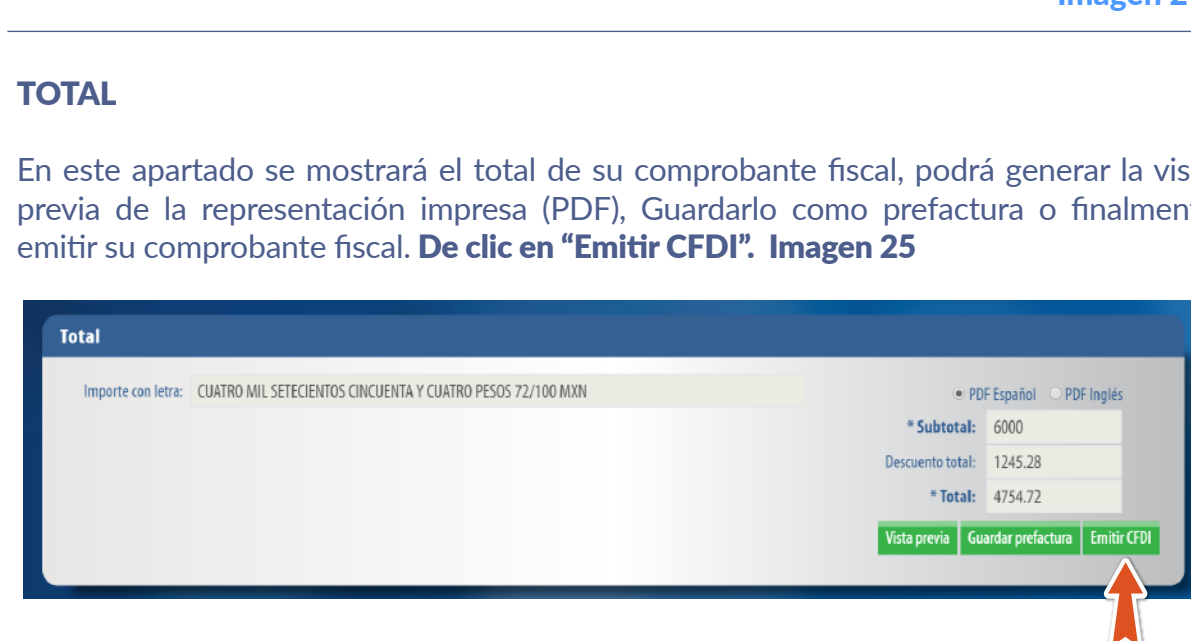 Imagen 2
TOTAL
En este apartado se mostrará el total de su comprobante fiscal, podrá generar la vis
previa de la representación impresa (PDF), Guardarlo como prefactura o finalment
emitir su comprobante fiscal. De clic en “Emitir CFDI”. Imagen 25
Total
Importe con letra: CUATRO MIL SETECIENTOS CINCUENTA Y CUATRO PESOS 72/100 MXN
PDF Español PDF Inglés
* Subtotal: 6000
Descuento total: 1245.28
* Total: 4754.72
Vista previa Guardar prefactura Emitir CFDI